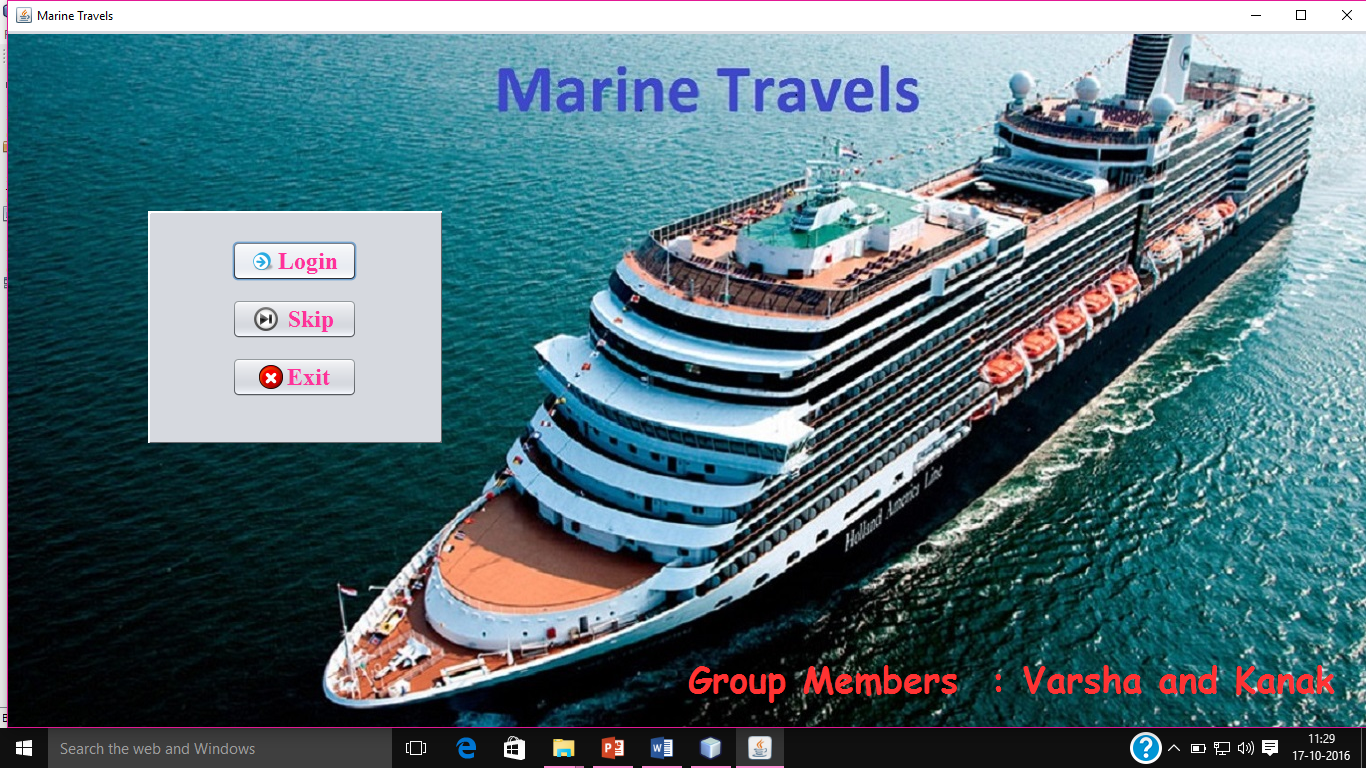 Marine Travels
Marine Travels
Login
Skip
Exit
Holland America Line
Group Members : Varsha and Kanak
Search the web and Windows
11:29
17-10-2016